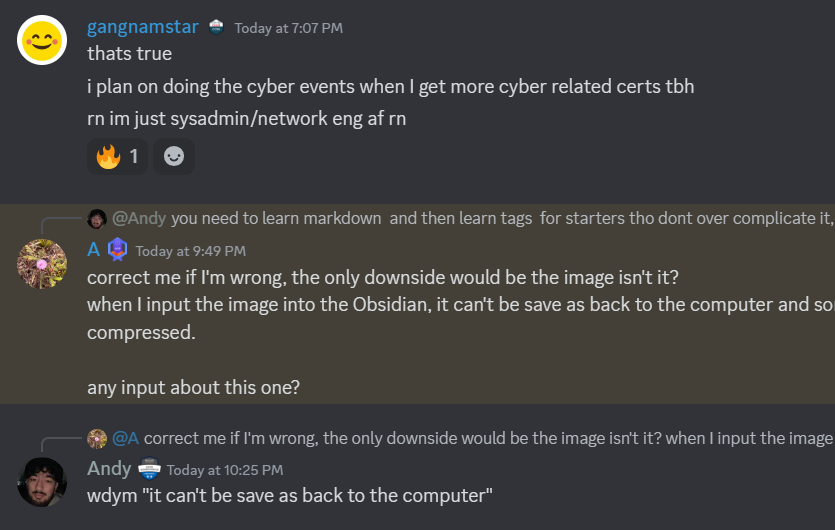 gangnamstar Today at 7:07 PM
thats true
i plan on doing the cyber events when I get more cyber related certs tbh
rn im just sysadmin/network eng af rn
1
@Andy you need to learn markdown and then learn tags for starters tho dont over complicate it,
A Today at 9:49 PM
correct me if I'm wrong, the only downside would be the image isn't it?
when I input the image into the Obsidian, it can't be save as back to the computer and
compressed.
any input about this one?
@A correct me if I'm wrong, the only downside would be the image isn't it? when I input the image
Andy Today at 10:25 PM
wdym "it can't be save as back to the computer"